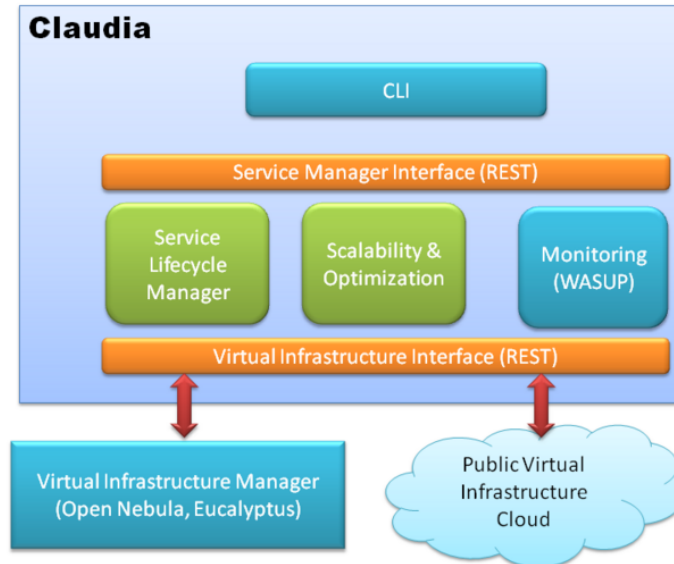 Claudia
CLI
Service Manager Interface (REST)
Service
Lifecycle
Manager
Scalability &
Optimization
Monitoring
(WASUP)
Virtual Infrastructure Interface (REST)
Virtual Infrastructure Manager
(Open Nebula, Eucalyptus)
Public Virtual
Infrastructure
Cloud